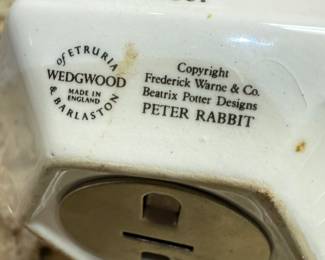 of ETRURIA
WEDGWOOD
MADE IN
ENGLAND
& BARLASTON
Copyright
Frederick Warne & Co.
Beatrix Potter Designs
PETER RABBIT